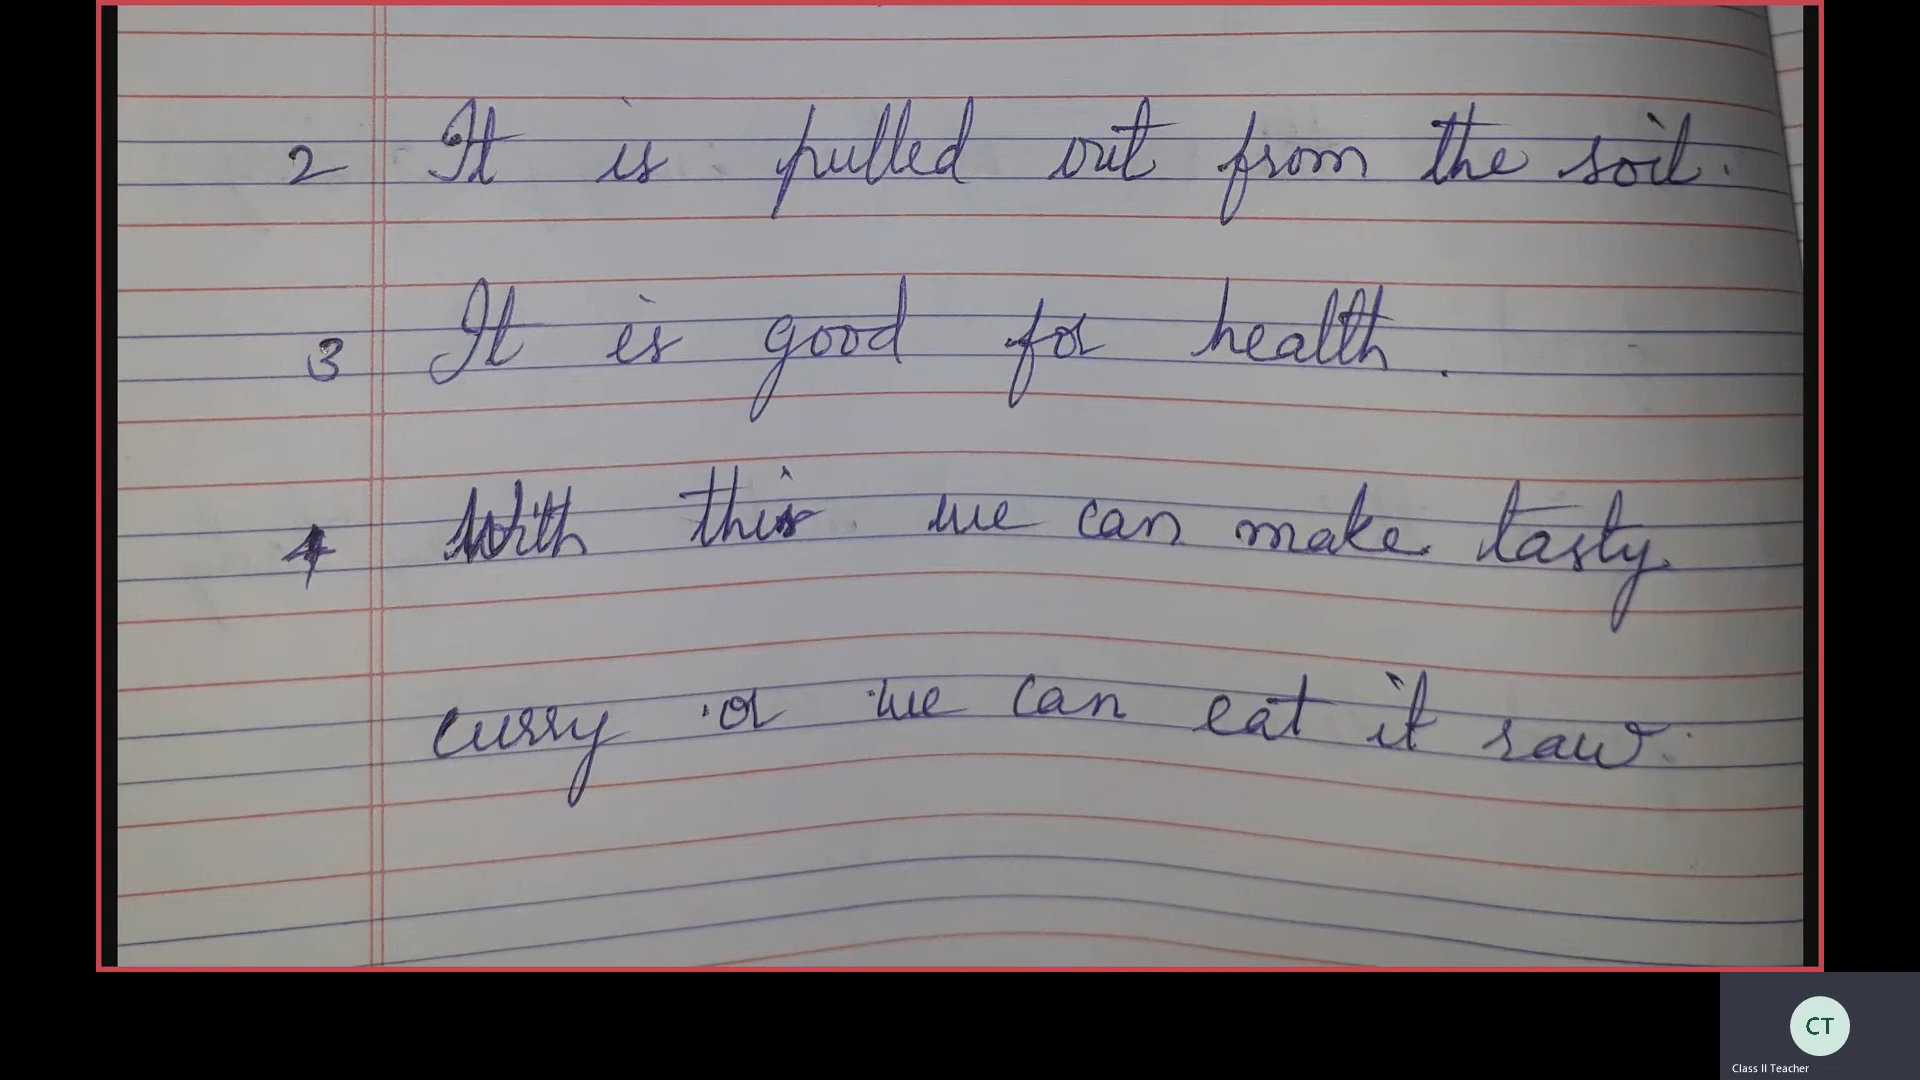 2 It is pulled out from the soil.
3 It is good for health.
4 With this we can make tasty
curry or we can eat it raw.
CT
Class II Teacher